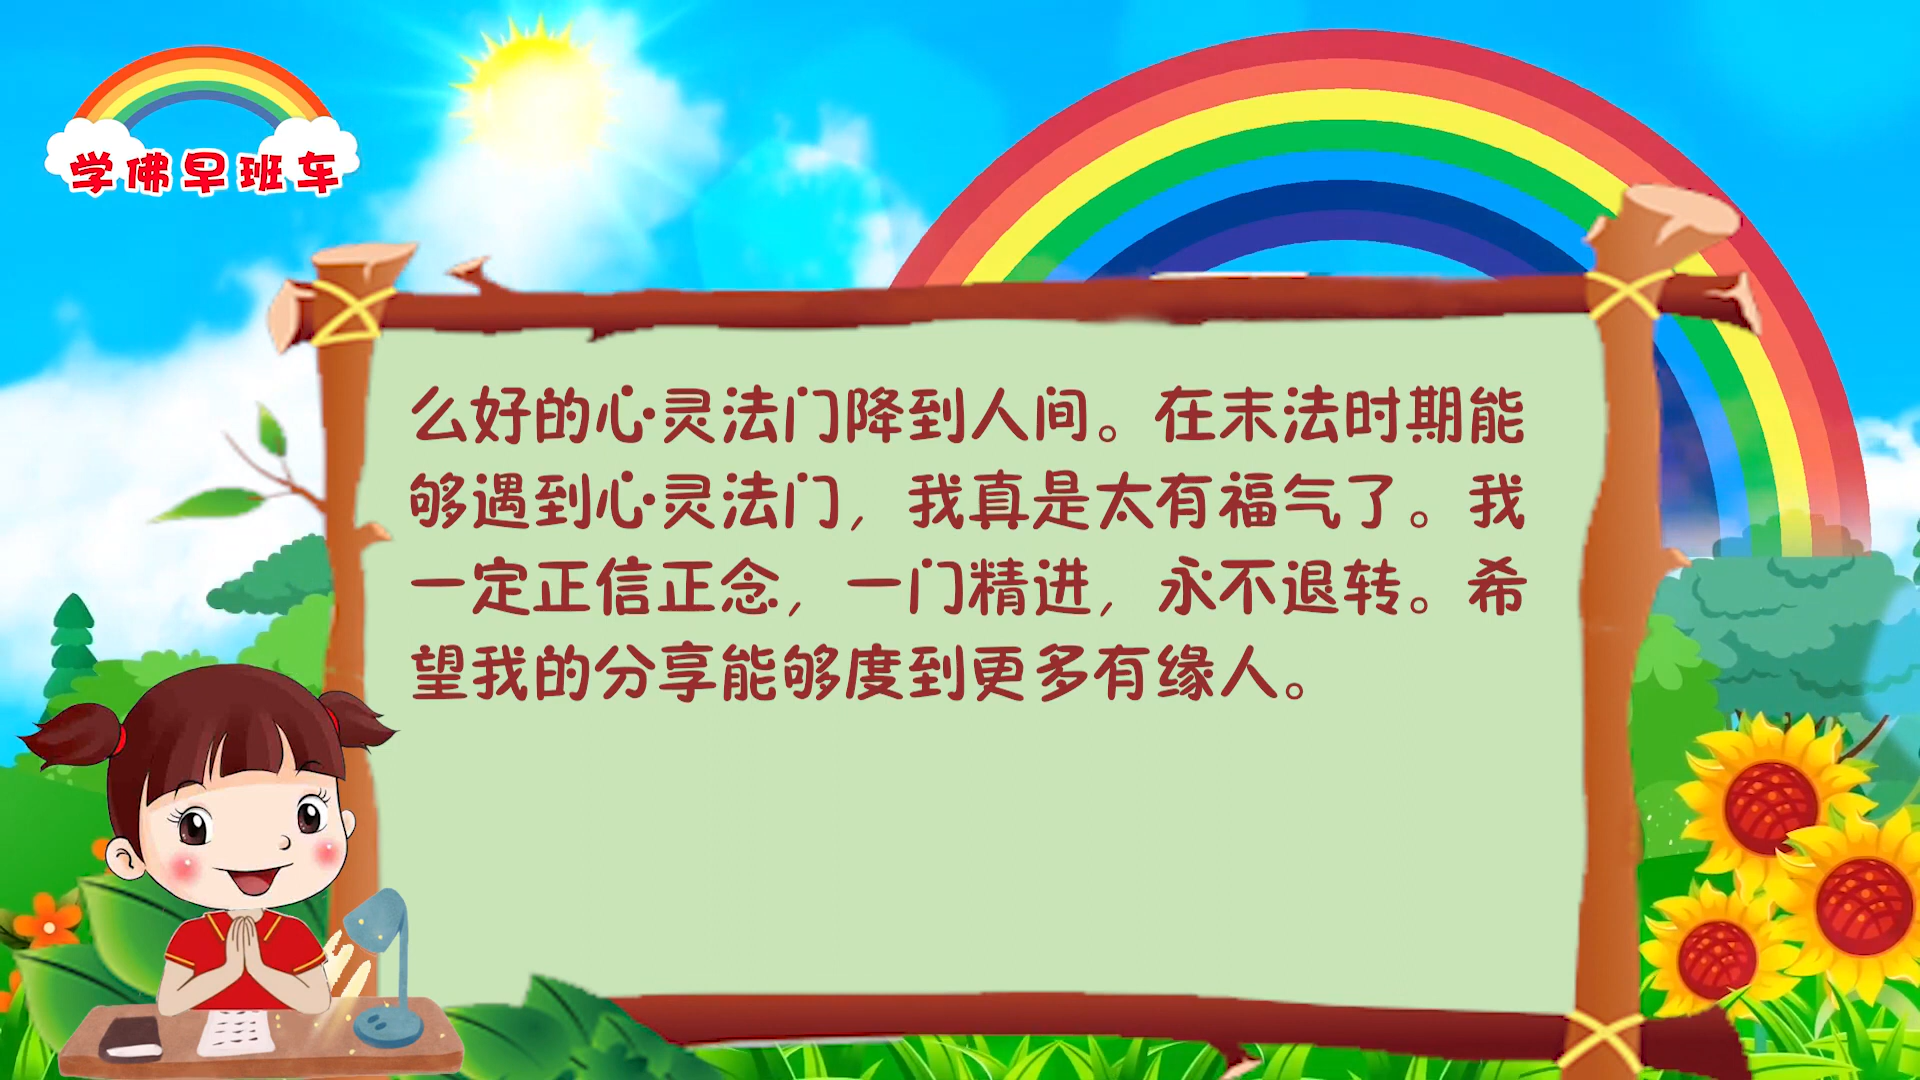 学佛早班车
么好的心灵法门降到人间。在末法时期能
够遇到心灵法门，我真是太有福气了。我
一定正信正念，一门精进，永不退转。希
望我的分享能够度到更多有缘人。